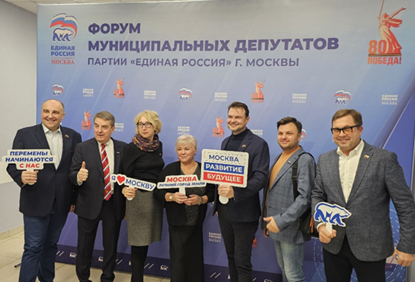 ЕДИНАЯ
РОССИЯ
МОСКВА
ФОРУМ
МУНИЦИПАЛЬНЫХ ДЕПУТАТОВ
ПАРТИИ «ЕДИНАЯ РОССИЯ» Г. МОСКВЫ
80
ПОБЕДА!
ПЕРЕМЕНЫ
НАЧИНАЮТСЯ
С НАС
Я
МОСКВУ
МОСКВА
ЛУЧШИЙ ГОРОД ЗЕМЛИ
МОСКВА
РАЗВИТИЕ
БУДУЩЕЕ